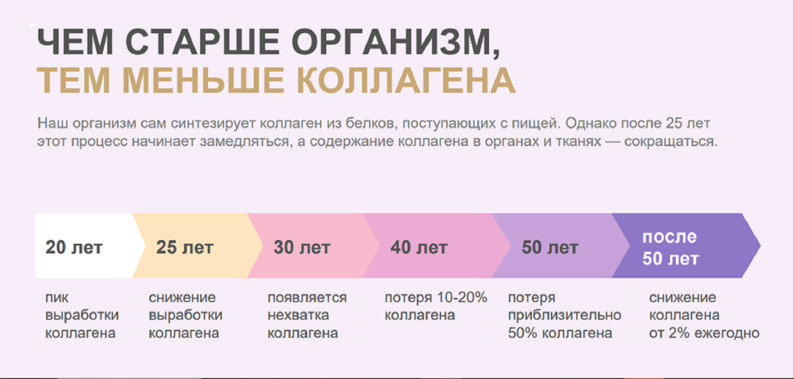 ЧЕМ СТАРШЕ ОРГАНИЗМ,
ТЕМ МЕНЬШЕ КОЛЛАГЕНА
Наш организм сам синтезирует коллаген из белков, поступающих с пищей. Однако после 25 лет
этот процесс начинает замедляться, а содержание коллагена в органах и тканях — сокращаться.
20 лет
25 лет
30 лет
40 лет
50 лет
после
50 лет
пик
выработки
коллагена
снижение
выработки
коллагена
появляется
нехватка
коллагена
потеря 10-20%
коллагена
потеря
приблизительно
50% коллагена
снижение
коллагена
от 2% ежегодно